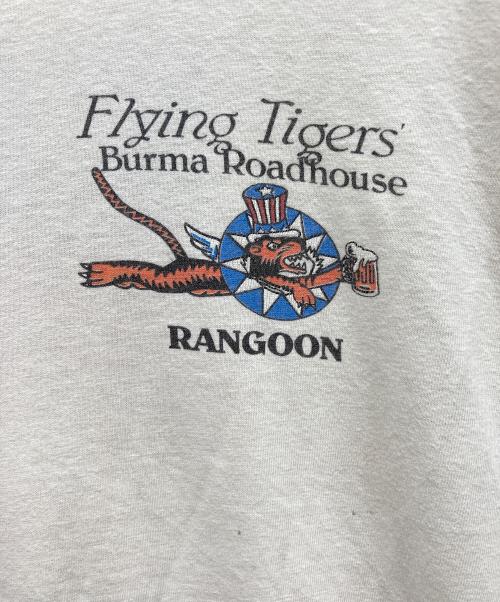 Flying Tigers'
Burma Roadhouse
RANGOON